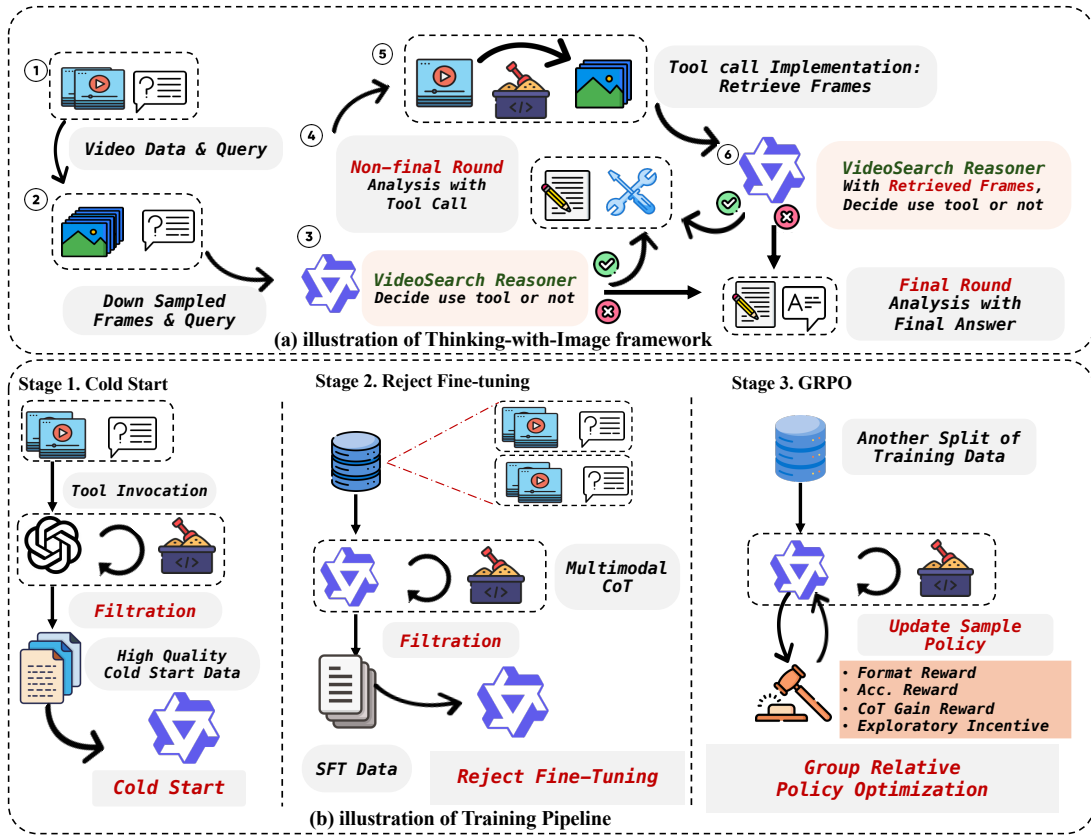 1
Video Data & Query
2
Down Sampled
Frames & Query
3
VideoSearch Reasoner
Decide use tool or not
4
Non-final Round
Analysis with
Tool Call
5
</>
Tool call Implementation:
Retrieve Frames
6
VideoSearch Reasoner
With Retrieved Frames,
Decide use tool or not
A
Final Round
Analysis with
Final Answer
(a) illustration of Thinking-with-Image framework
Stage 1. Cold Start
?
Tool Invocation
</>
Filtration
High Quality
Cold Start Data
Cold Start
Stage 2. Reject Fine-tuning
?
?
</>
Multimodal
CoT
Filtration
SFT Data
Reject Fine-Tuning
Stage 3. GRPO
Another Split of
Training Data
</>
Update Sample
Policy
• Format Reward
• Acc. Reward
• CoT Gain Reward
• Exploratory Incentive
Group Relative
Policy Optimization
(b) illustration of Training Pipeline